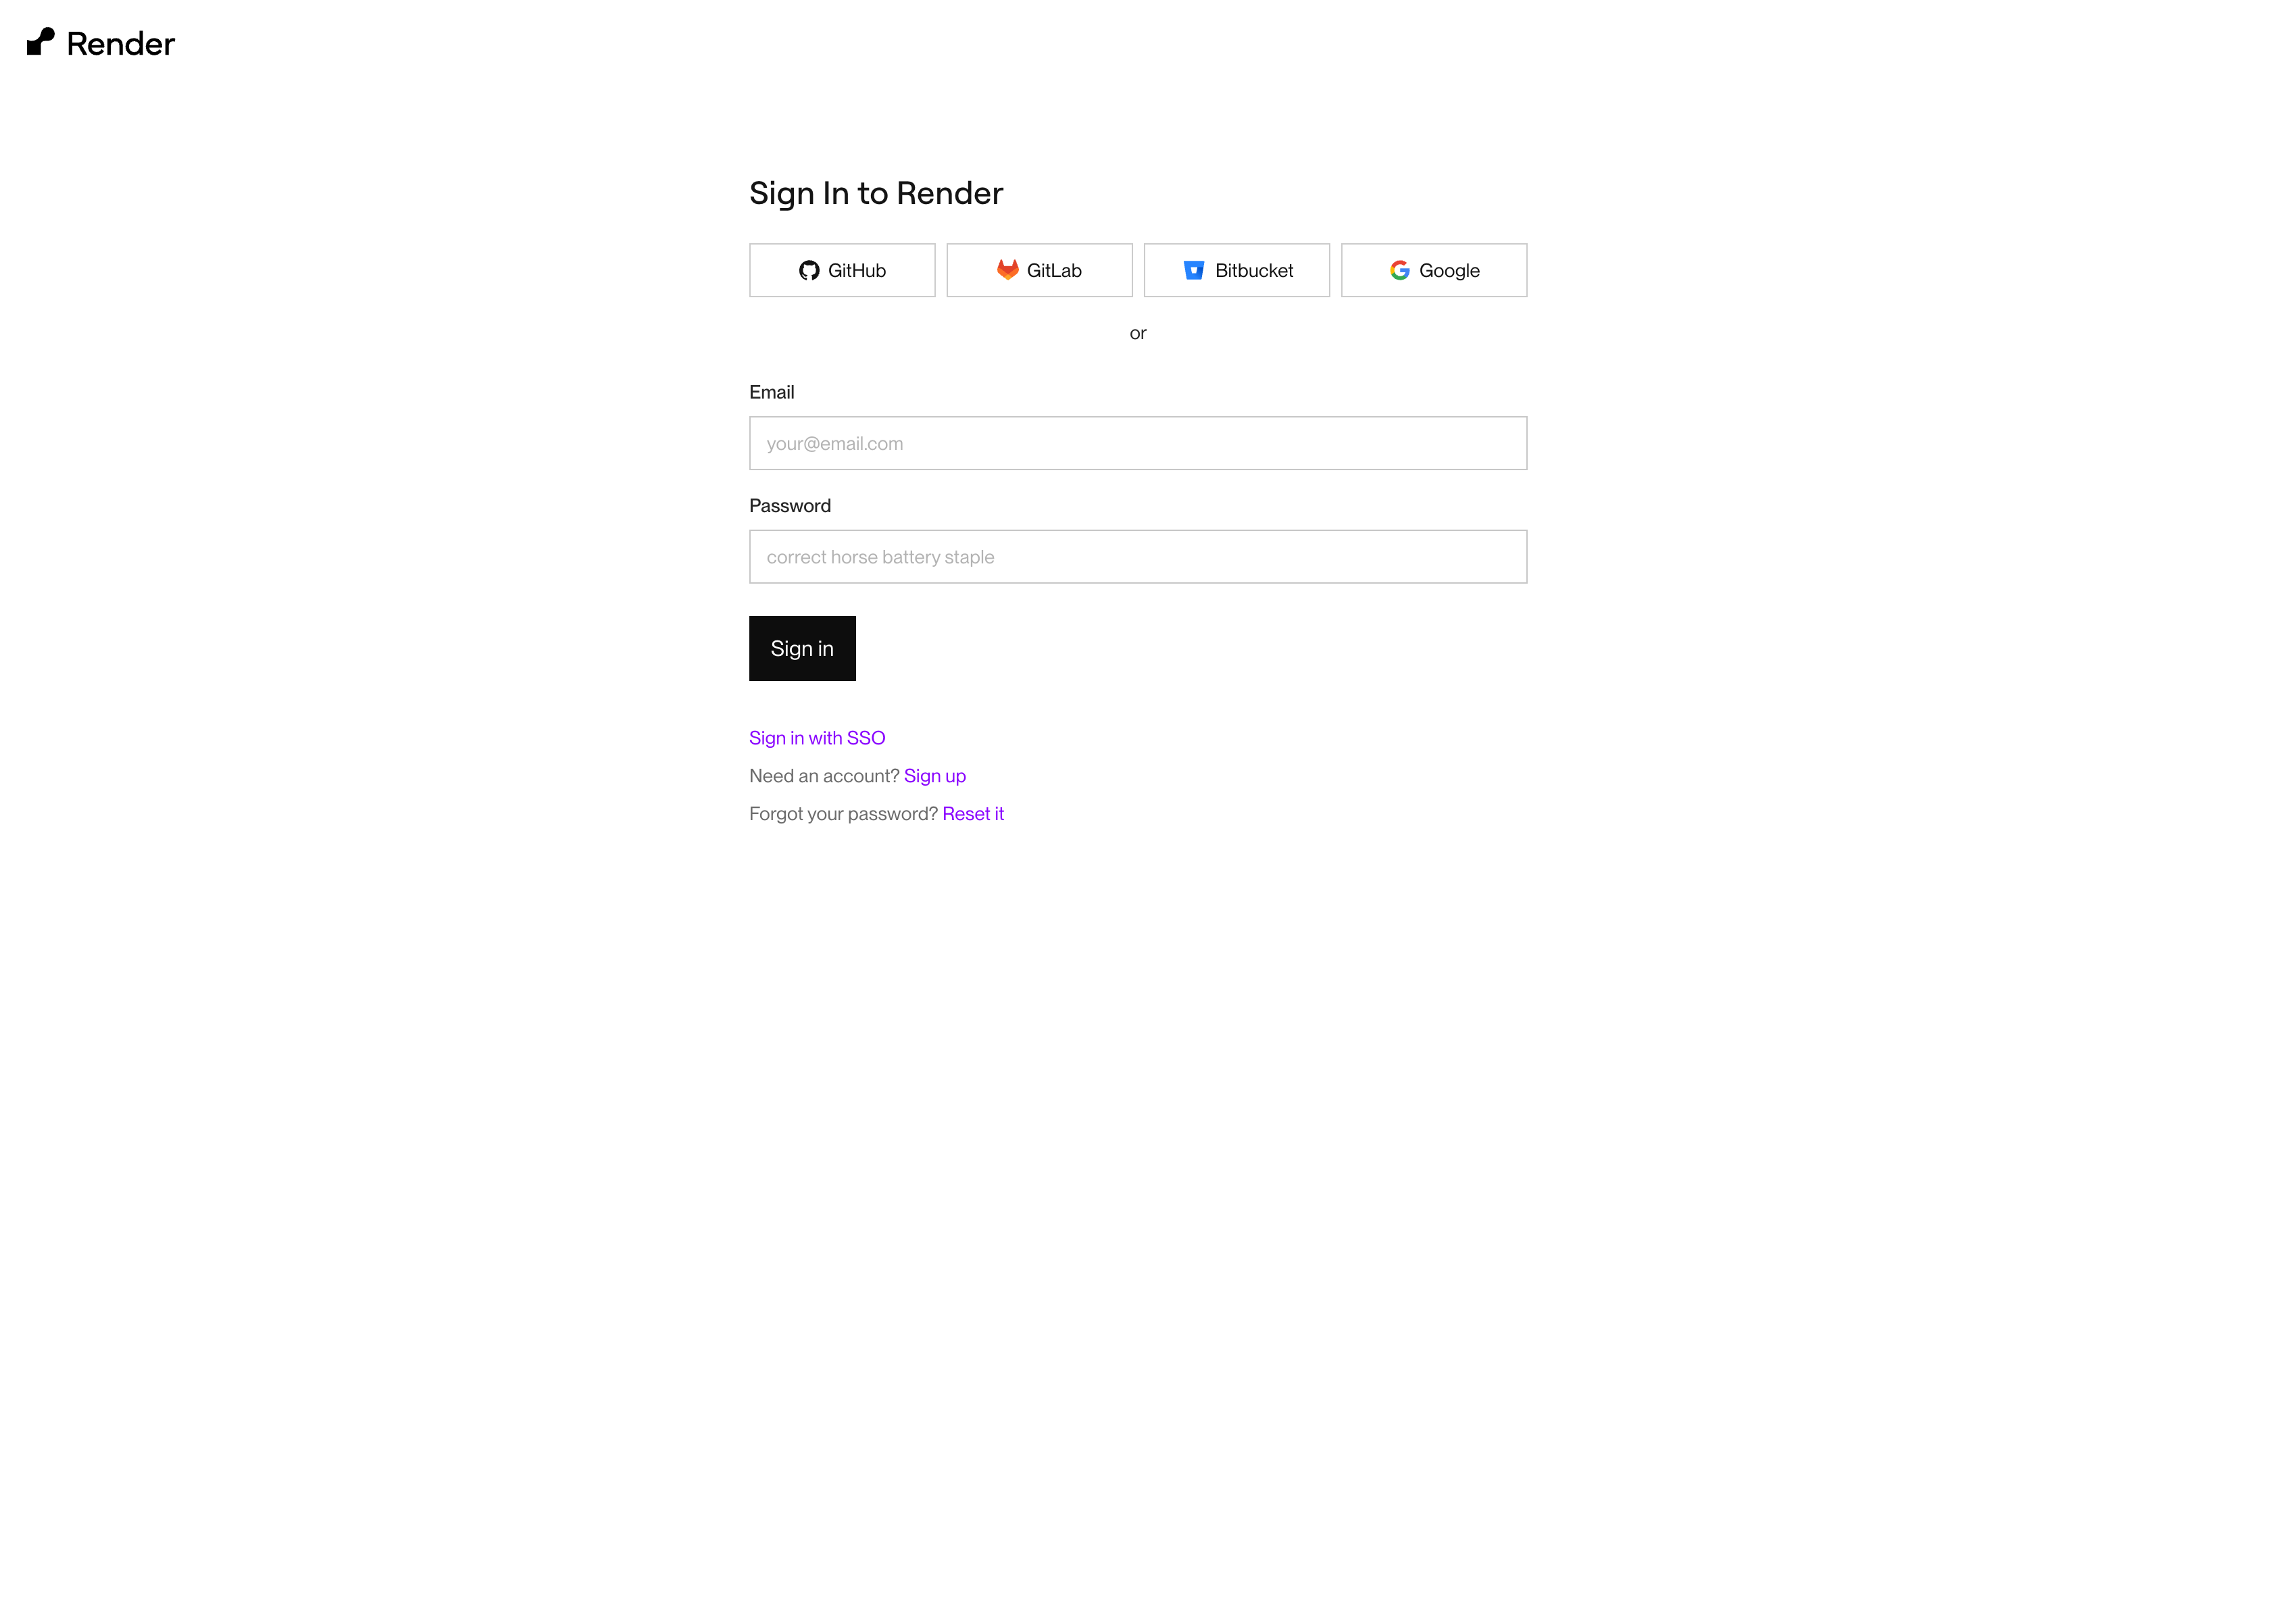 Render
Sign In to Render
GitHub GitLab Bitbucket Google
or
Email
your@email.com
Password
correct horse battery staple
Sign in
Sign in with SSO
Need an account? Sign up
Forgot your password? Reset it